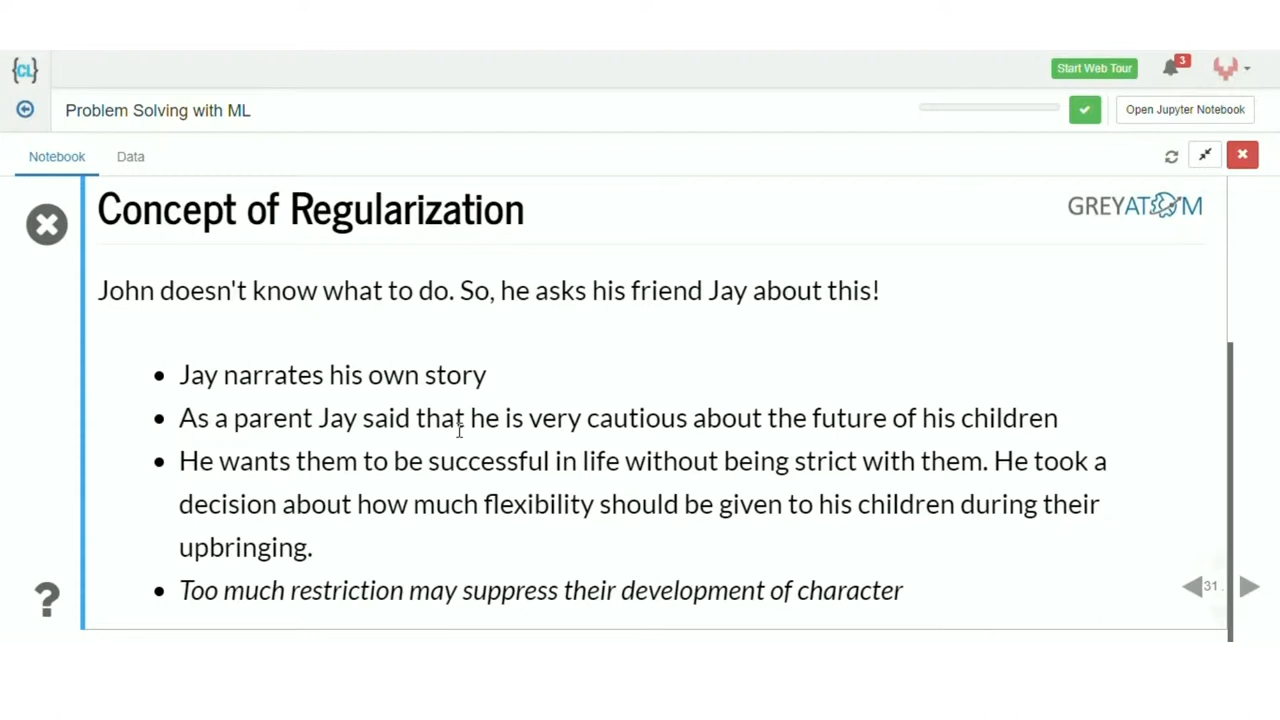 {CL}
Start Web Tour
3
Problem Solving with ML
Open Jupyter Notebook
Notebook
Data
Concept of Regularization
GREYATOM
John doesn't know what to do. So, he asks his friend Jay about this!
• Jay narrates his own story
• As a parent Jay said that he is very cautious about the future of his children
• He wants them to be successful in life without being strict with them. He took a
decision about how much flexibility should be given to his children during their
upbringing.
• Too much restriction may suppress their development of character
31.
?